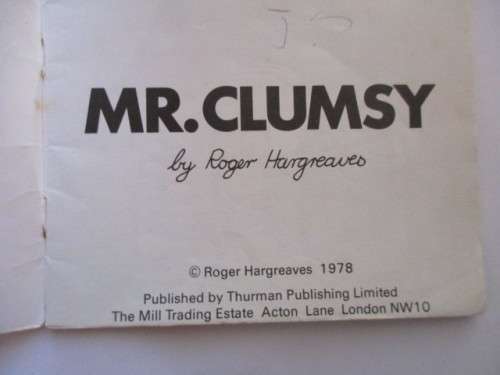 MR. CLUMSY
by Roger Hargreaves
© Roger Hargreaves 1978
Published by Thurman Publishing Limited
The Mill Trading Estate Acton Lane London NW10